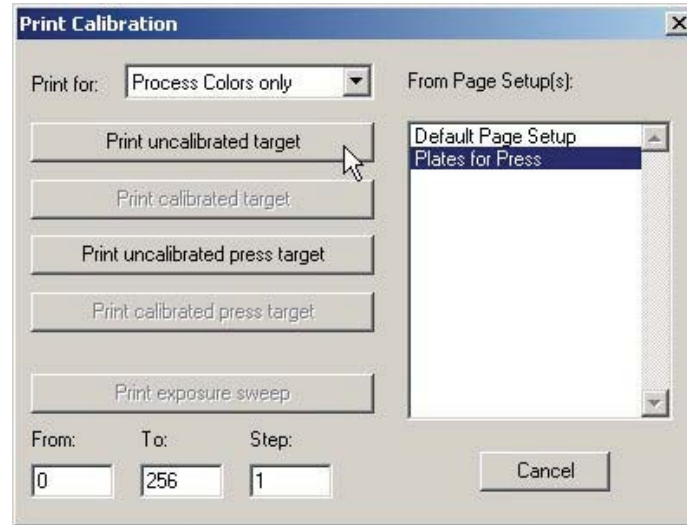 Print Calibration
Print for: Process Colors only
From Page Setup(s):
Print uncalibrated target
Default Page Setup
Plates for Press
Print calibrated target
Print uncalibrated press target
Print calibrated press target
Print exposure sweep
From: To: Step:
0 256 1
Cancel